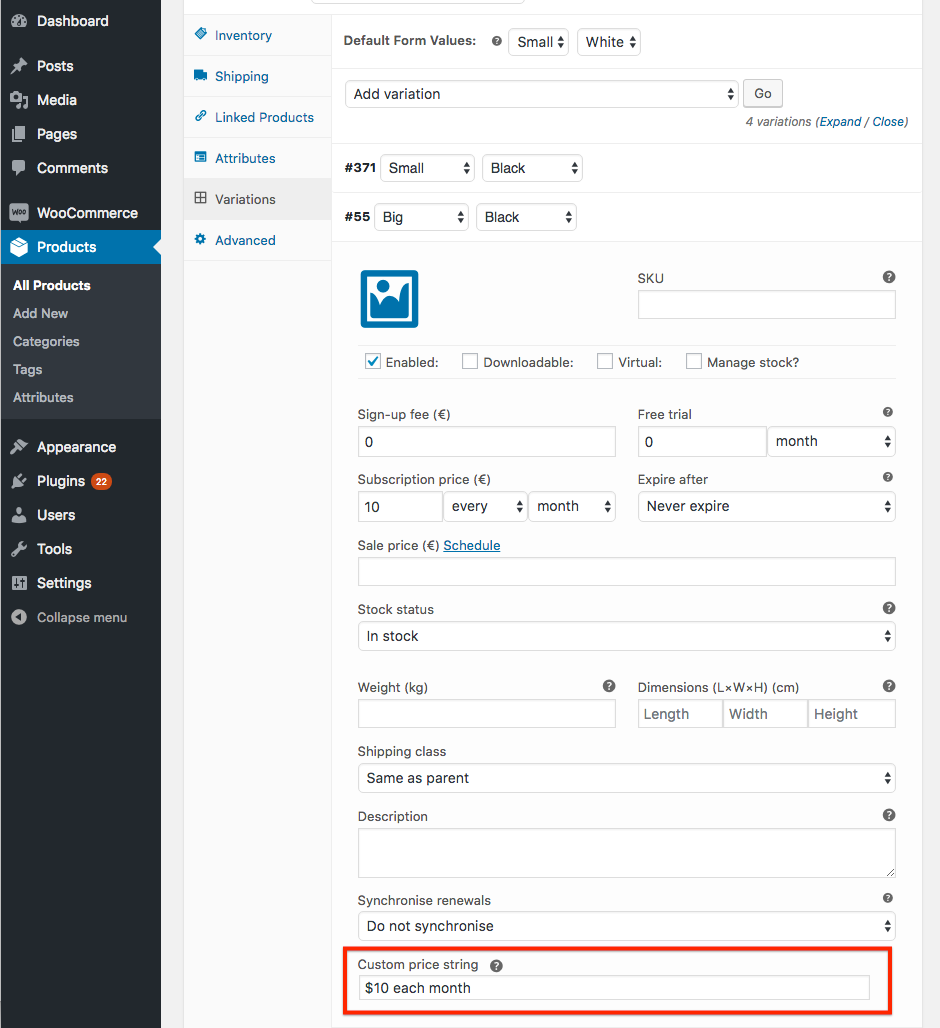 Dashboard
Posts
Media
Pages
Comments
Woo WooCommerce
Products
All Products
Add New
Categories
Tags
Attributes
Appearance
Plugins 22
Users
Tools
Settings
Collapse menu
Inventory
Shipping
Linked Products
Attributes
Variations
Advanced
Default Form Values: ? Small White
Add variation Go
4 variations (Expand / Close)
#371 Small Black
#55 Big Black
SKU ?
Enabled: Downloadable: Virtual: Manage stock?
Sign-up fee (€) Free trial ?
0 0 month
Subscription price (€) Expire after ?
10 every month Never expire
Sale price (€) Schedule
Stock status ?
In stock
Weight (kg) ? Dimensions (L×W×H) (cm) ?
Length Width Height
Shipping class
Same as parent
Description ?
Synchronise renewals ?
Do not synchronise
Custom price string ?
$10 each month